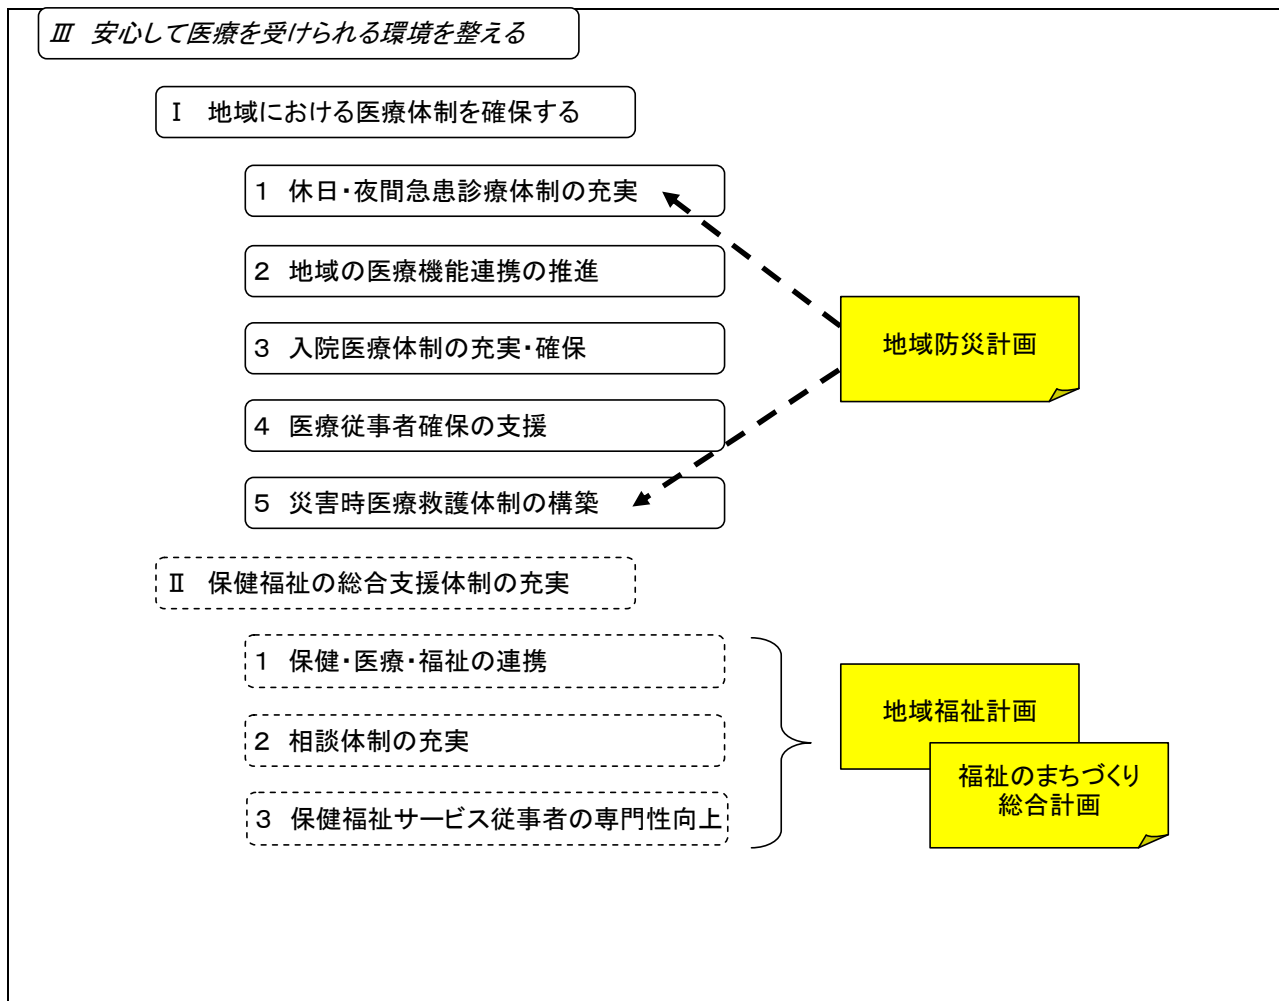 Ⅲ 安心して医療を受けられる環境を整える
Ⅰ 地域における医療体制を確保する
１ 休日・夜間急患診療体制の充実
２ 地域の医療機能連携の推進
３ 入院医療体制の充実・確保
４ 医療従事者確保の支援
５ 災害時医療救護体制の構築
地域防災計画
Ⅱ 保健福祉の総合支援体制の充実
１ 保健・医療・福祉の連携
２ 相談体制の充実
３ 保健福祉サービス従事者の専門性向上
地域福祉計画
福祉のまちづくり
総合計画